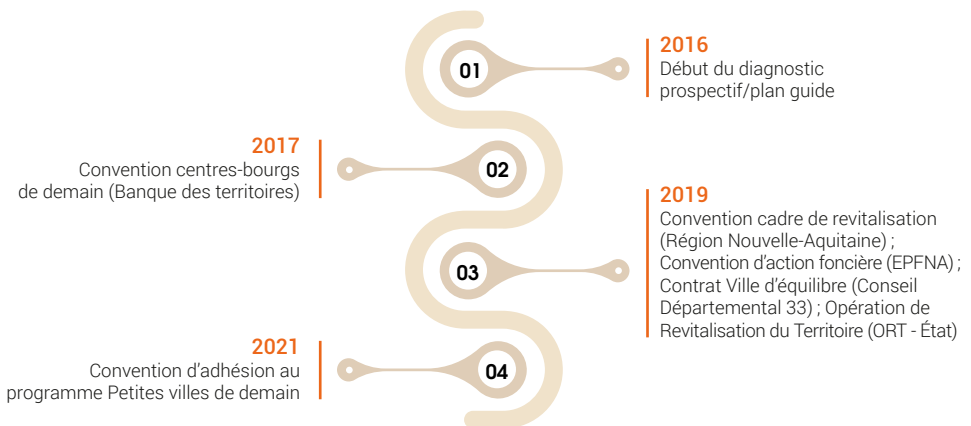 01
2016
Début du diagnostic
prospectif/plan guide
2017
Convention centres-bourgs
de demain (Banque des territoires)
02
2019
Convention cadre de revitalisation
(Région Nouvelle-Aquitaine) ;
Convention d'action foncière (EPFNA) ;
Contrat Ville d'équilibre (Conseil
Départemental 33) ; Opération de
Revitalisation du Territoire (ORT - État)
03
2021
Convention d'adhésion au
programme Petites villes de demain
04